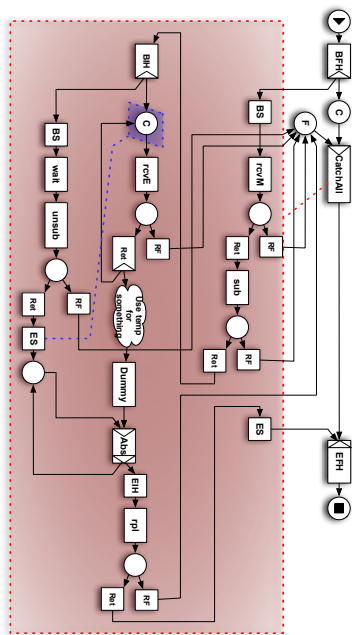 BFH
C
CatchAll
EFH
F
BS
rcvM
RF
Ret
sub
RF
Ret
ES
BIH
C
rcvE
RF
Ret
Use temp
for
something
Dummy
Abs
EIH
rpl
RF
Ret
BS
wait
unsub
RF
Ret
ES